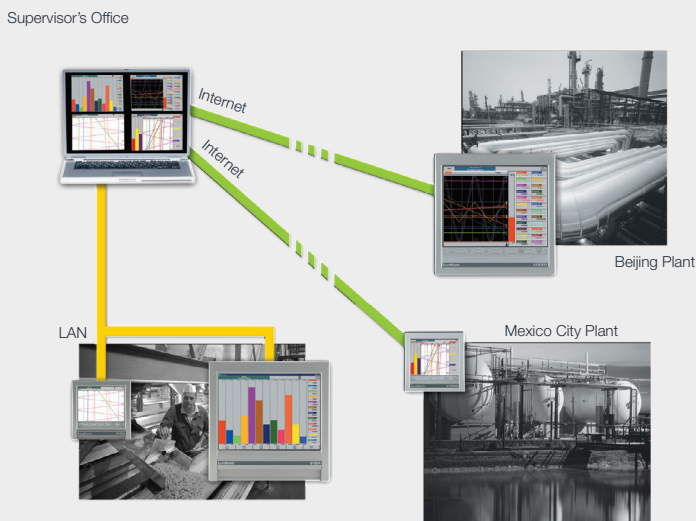 Supervisor's Office
Internet
Internet
Beijing Plant
LAN
Mexico City Plant